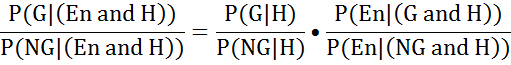 P(G|(En and H)) / P(NG|(En and H)) = P(G|H) / P(NG|H) • P(En|(G and H)) / P(En|(NG and H))